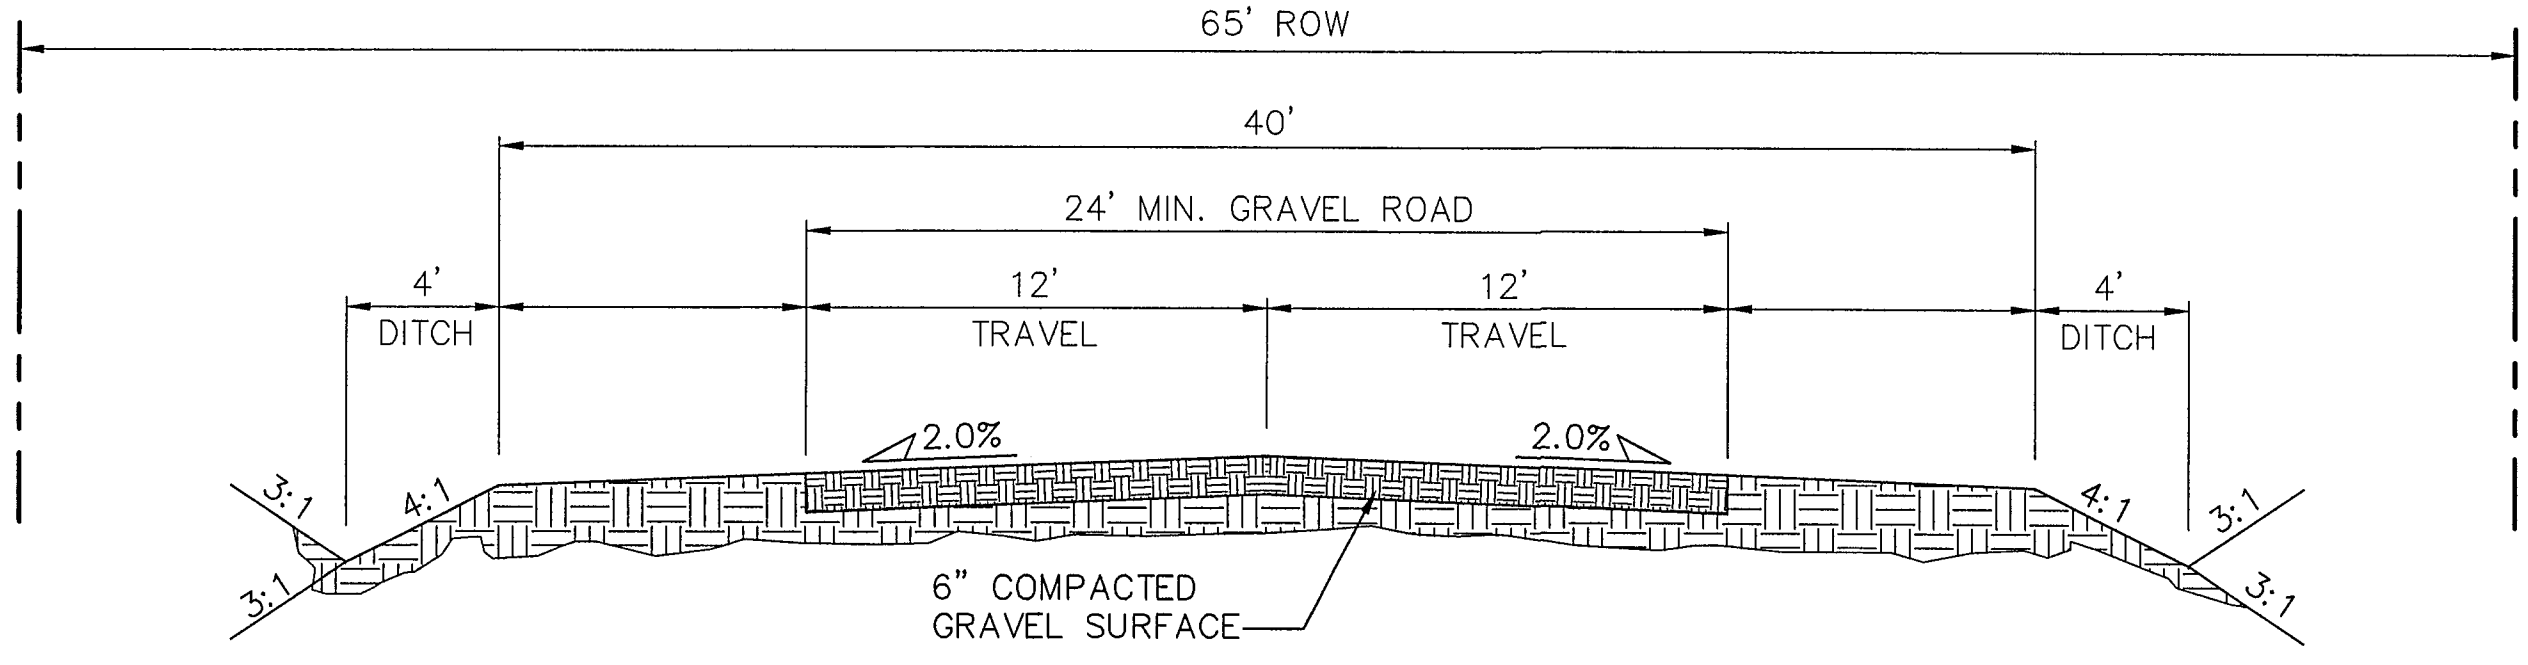 65' ROW
40'
24' MIN. GRAVEL ROAD
4'
DITCH
12'
TRAVEL
12'
TRAVEL
4'
DITCH
2.0%
2.0%
3:1
4:1
4:1
3:1
3:1
3:1
6" COMPACTED
GRAVEL SURFACE